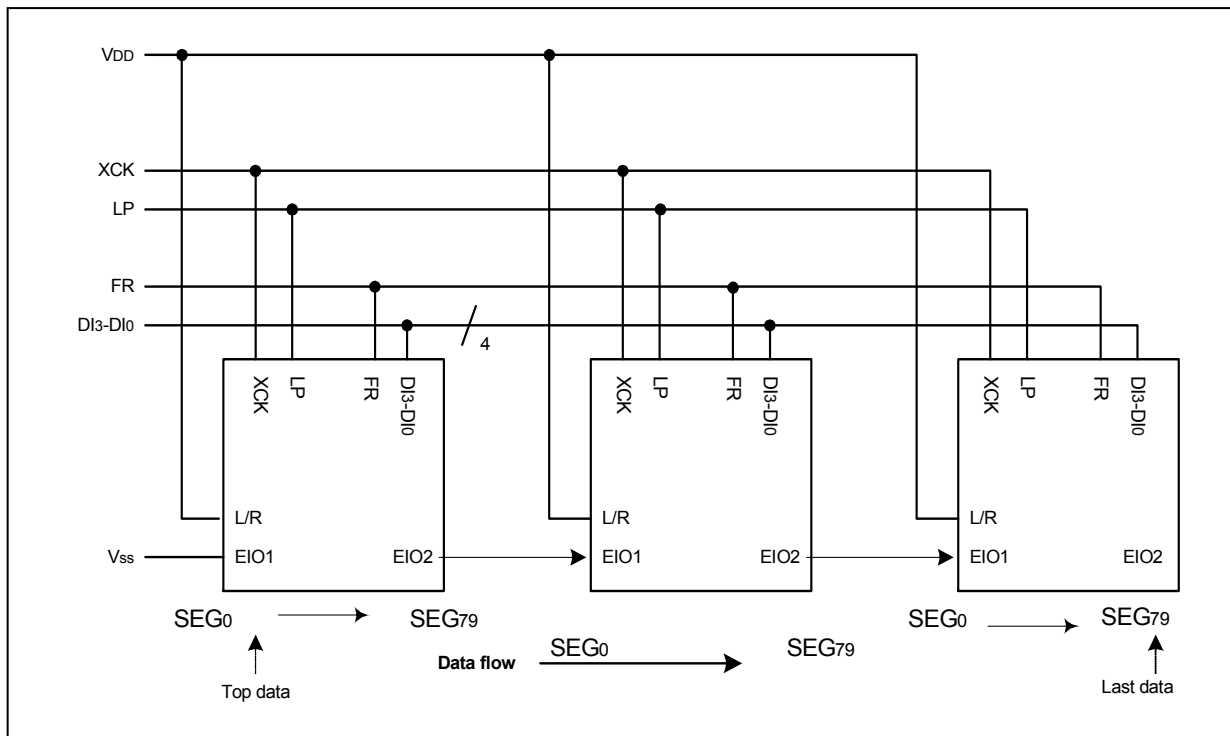 VDD
XCK
LP
FR
DI3-DI0
4
XCK LP FR DI3-DI0
XCK LP FR DI3-DI0
XCK LP FR DI3-DI0
L/R
L/R
L/R
Vss
EIO1 EIO2
EIO1 EIO2
EIO1 EIO2
SEG0 SEG79
SEG0 SEG79
SEG0 SEG79
Data flow
Top data
Last data